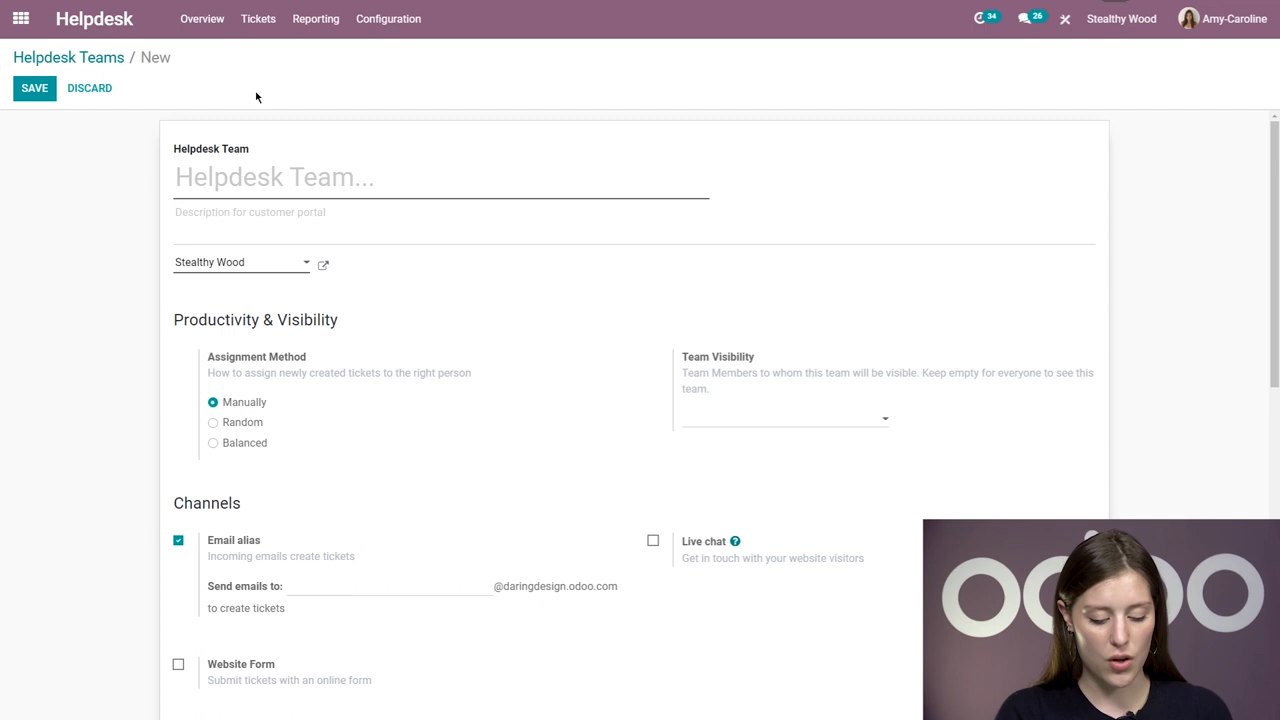 Helpdesk Overview Tickets Reporting Configuration 34 26 Stealthy Wood Amy-Caroline
Helpdesk Teams / New
SAVE DISCARD
Helpdesk Team
Helpdesk Team...
Description for customer portal
Stealthy Wood
Productivity & Visibility
Assignment Method
How to assign newly created tickets to the right person
Manually
Random
Balanced
Team Visibility
Team Members to whom this team will be visible. Keep empty for everyone to see this
team.
Channels
Email alias
Incoming emails create tickets
Send emails to: @daringdesign.odoo.com
to create tickets
Live chat ?
Get in touch with your website visitors
Website Form
Submit tickets with an online form
odoo